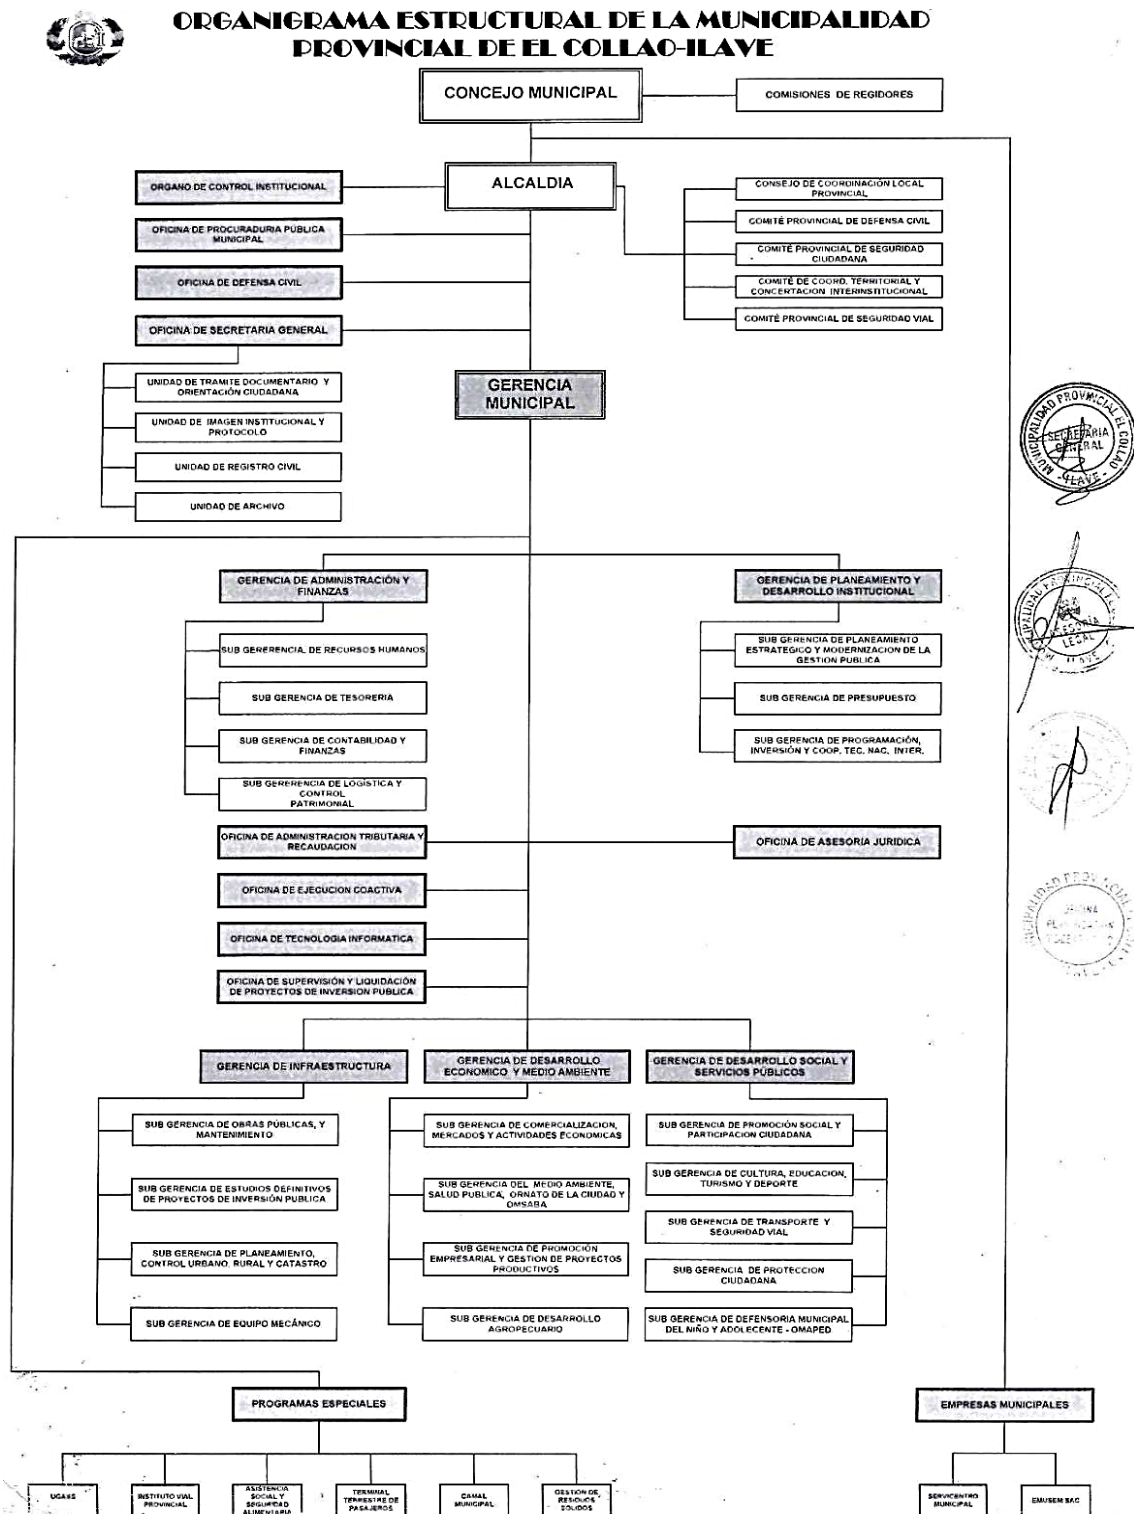 ORGANIGRAMA ESTRUCTURAL DE LA MUNICIPALIDAD
PROVINCIAL DE EL COLLAO-ILAVE
CONCEJO MUNICIPAL
COMISIONES DE REGIDORES
ALCALDIA
ORGANO DE CONTROL INSTITUCIONAL
OFICINA DE PROCURADURIA PÚBLICA
MUNICIPAL
OFICINA DE DEFENSA CIVIL
OFICINA DE SECRETARIA GENERAL
CONSEJO DE COORDINACIÓN LOCAL
PROVINCIAL
COMITÉ PROVINCIAL DE DEFENSA CIVIL
COMITÉ PROVINCIAL DE SEGURIDAD
CIUDADANA
COMITÉ DE COORD. TERRITORIAL Y
CONCERTACION INTERINSTITUCIONAL
COMITÉ PROVINCIAL DE SEGURIDAD VIAL
UNIDAD DE TRAMITE DOCUMENTARIO Y
ORIENTACIÓN CIUDADANA
UNIDAD DE IMAGEN INSTITUCIONAL Y
PROTOCOLO
UNIDAD DE REGISTRO CIVIL
UNIDAD DE ARCHIVO
GERENCIA
MUNICIPAL
MUNICIPALIDAD PROVINCIAL EL COLLAO
SECRETARIA
GENERAL
- ILAVE -
GERENCIA DE ADMINISTRACIÓN Y
FINANZAS
SUB GERERENCIAL DE RECURSOS HUMANOS
SUB GERENCIA DE TESORERIA
SUB GERENCIA DE CONTABILIDAD Y
FINANZAS
SUB GERERENCIA DE LOGÍSTICA Y
CONTROL
PATRIMONIAL
GERENCIA DE PLANEAMIENTO Y
DESARROLLO INSTITUCIONAL
SUB GERENCIA DE PLANEAMIENTO
ESTRATEGICO Y MODERNIZACION DE LA
GESTION PUBLICA
SUB GERENCIA DE PRESUPUESTO
SUB GERENCIA DE PROGRAMACIÓN,
INVERSIÓN Y COOP. TEC. NAC. INTER.
ASESORÍA
LEGAL
ILAVE
OFICINA DE ADMINISTRACION TRIBUTARIA Y
RECAUDACION
OFICINA DE ASESORIA JURIDICA
OFICINA DE EJECUCION COACTIVA
OFICINA DE TECNOLOGIA INFORMATICA
OFICINA DE SUPERVISIÓN Y LIQUIDACIÓN
DE PROYECTOS DE INVERSION PUBLICA
GERENCIA DE INFRAESTRUCTURA
SUB GERENCIA DE OBRAS PÚBLICAS, Y
MANTENIMIENTO
SUB GERENCIA DE ESTUDIOS DEFINITIVOS
DE PROYECTOS DE INVERSIÓN PUBLICA
SUB GERENCIA DE PLANEAMIENTO,
CONTROL URBANO, RURAL Y CATASTRO
SUB GERENCIA DE EQUIPO MECÁNICO
GERENCIA DE DESARROLLO
ECONOMICO Y MEDIO AMBIENTE
SUB GERENCIA DE COMERCIALIZACION,
MERCADOS Y ACTIVIDADES ECONOMICAS
SUB GERENCIA DEL MEDIO AMBIENTE,
SALUD PUBLICA, ORNATO DE LA CIUDAD Y
OMSABA
SUB GERENCIA DE PROMOCIÓN
EMPRESARIAL Y GESTION DE PROYECTOS
PRODUCTIVOS
SUB GERENCIA DE DESARROLLO
AGROPECUARIO
GERENCIA DE DESARROLLO SOCIAL Y
SERVICIOS PÚBLICOS
SUB GERENCIA DE PROMOCIÓN SOCIAL Y
PARTICIPACION CIUDADANA
SUB GERENCIA DE CULTURA, EDUCACION,
TURISMO Y DEPORTE
SUB GERENCIA DE TRANSPORTE Y
SEGURIDAD VIAL
SUB GERENCIA DE PROTECCION
CIUDADANA
SUB GERENCIA DE DEFENSORIA MUNICIPAL
DEL NIÑO Y ADOLECENTE - OMAPED
PROGRAMAS ESPECIALES
EMPRESAS MUNICIPALES
INSTITUTO VIAL
PROVINCIAL
ASISTENCIA
SOCIAL Y
SEGURIDAD
ALIMENTARIA
TERMINAL
TERRESTRE DE
PASAJEROS
CAMAL
MUNICIPAL
GESTION DE
RESIDUOS
SOLIDOS
SERVICENTRO
MUNICIPAL
EMUSEM SAC